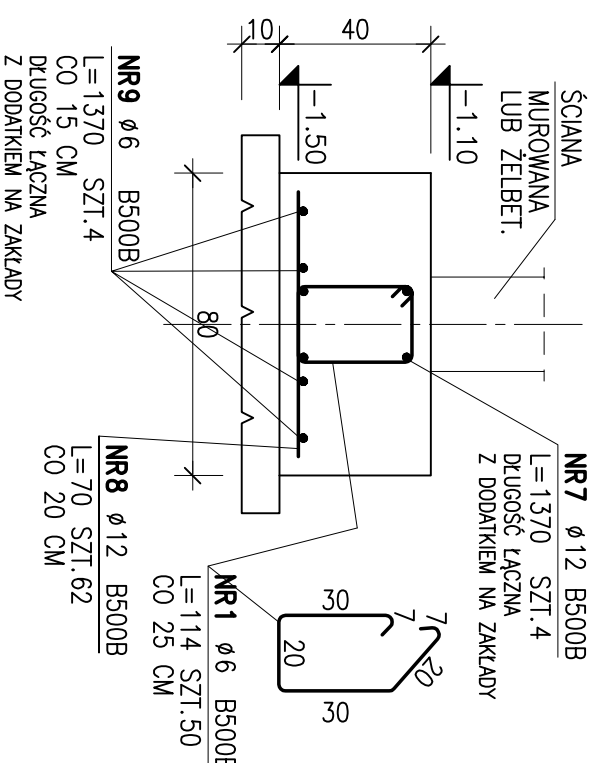 ŚCIANA
MUROWANA
LUB ŻELBET.
-1.10
-1.50
10
40
80
NR7 ø12 B500B
L=1370 SZT.4
DŁUGOŚĆ ŁĄCZNA
Z DODATKIEM NA ZAKŁADY
NR9 ø6 B500B
L=1370 SZT.4
CO 15 CM
DŁUGOŚĆ ŁĄCZNA
Z DODATKIEM NA ZAKŁADY
NR8 ø12 B500B
L=70 SZT.62
CO 20 CM
NR1 ø6 B500B
L=114 SZT.50
CO 25 CM
30
7
7
20
20
30